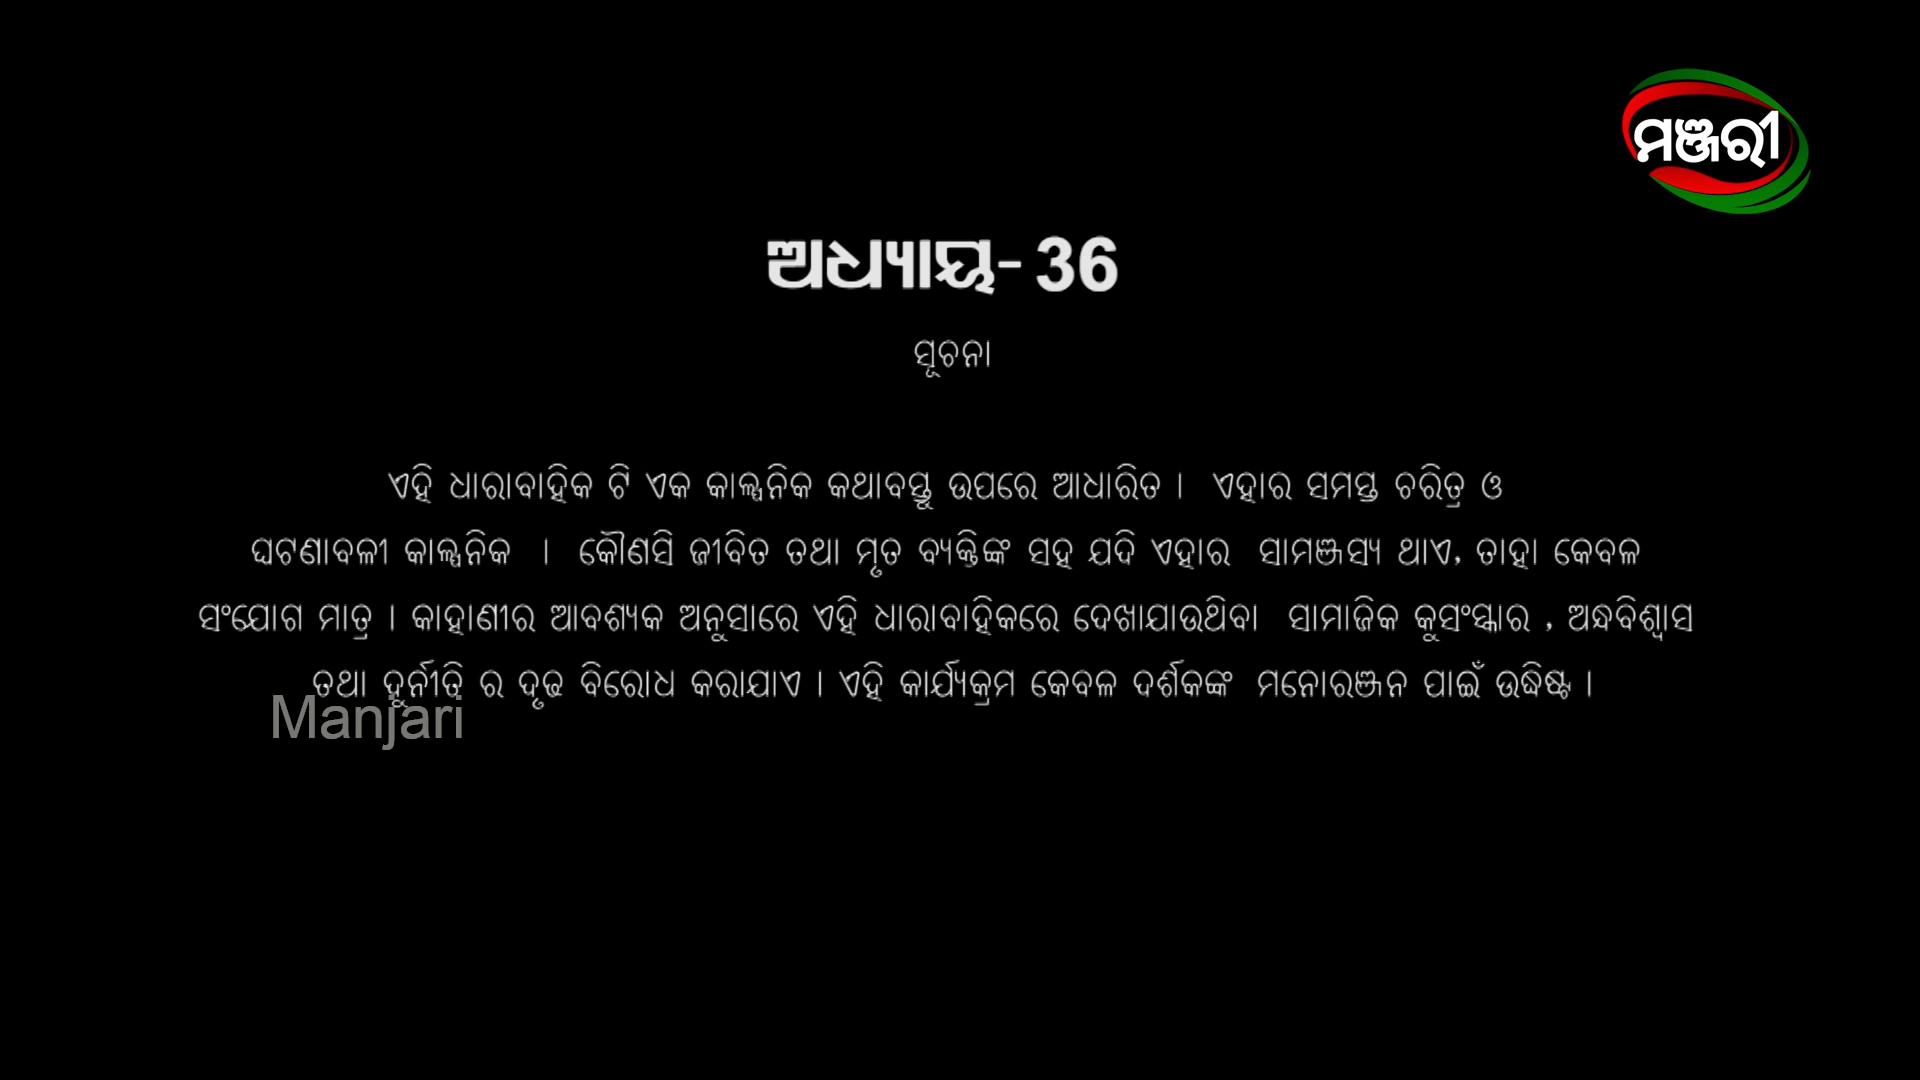 ମଞ୍ଜରୀ
ଅଧ୍ୟାୟ- 36
ସୂଚନା
ଏହି ଧାରାବାହିକ ଟି ଏକ କାଳ୍ପନିକ କଥାବସ୍ତୁ ଉପରେ ଆଧାରିତ । ଏହାର ସମସ୍ତ ଚରିତ୍ର ଓ
ଘଟଣାବଳୀ କାଳ୍ପନିକ । କୌଣସି ଜୀବିତ ତଥା ମୃତ ବ୍ୟକ୍ତିଙ୍କ ସହ ଯଦି ଏହାର ସାମଞ୍ଜସ୍ୟ ଥାଏ, ତାହା କେବଳ
ସଂଯୋଗ ମାତ୍ର । କାହାଣୀର ଆବଶ୍ୟକ ଅନୁସାରେ ଏହି ଧାରାବାହିକରେ ଦେଖାଯାଉଥିବା ସାମାଜିକ କୁସଂସ୍କାର , ଅନ୍ଧବିଶ୍ୱାସ
ତଥା ଦୁର୍ନୀତି ର ଦୃଢ ବିରୋଧ କରାଯାଏ । ଏହି କାର୍ଯ୍ୟକ୍ରମ କେବଳ ଦର୍ଶକଙ୍କ ମନୋରଞ୍ଜନ ପାଇଁ ଉଦ୍ଧିଷ୍ଟ ।
Manjari